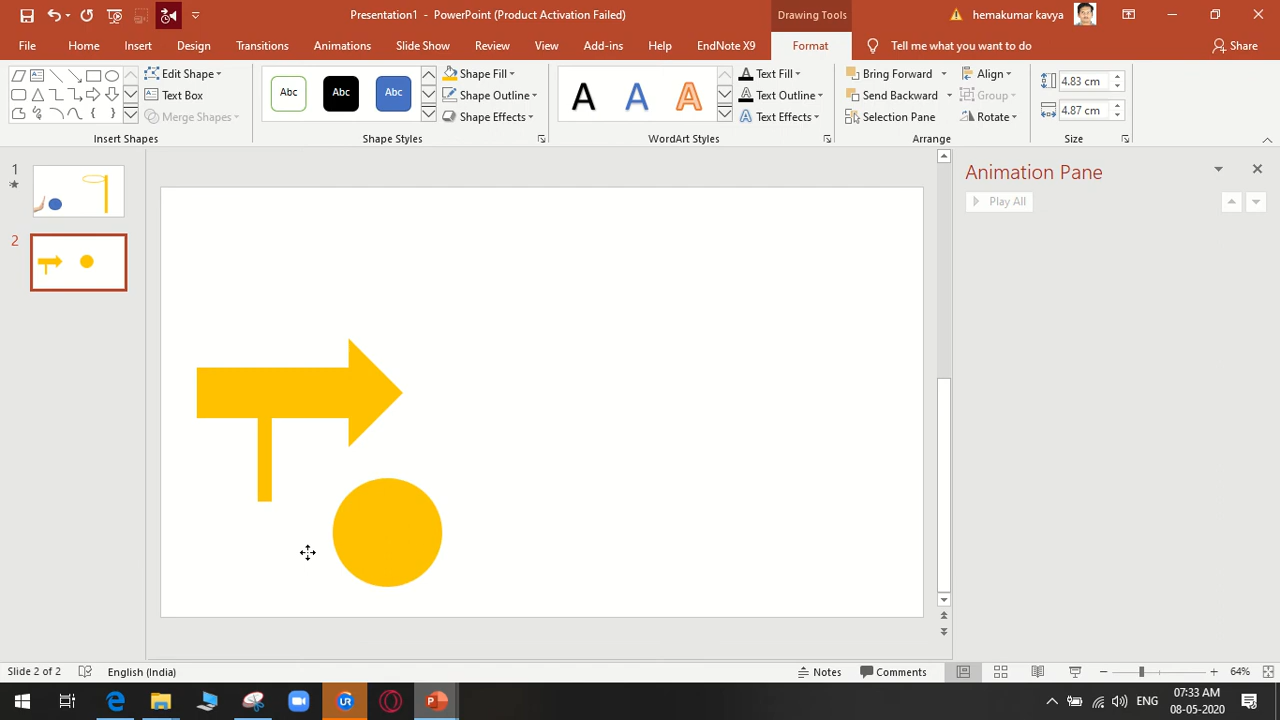 Presentation1 - PowerPoint (Product Activation Failed)
Drawing Tools
hemakumar kavya
File
Home
Insert
Design
Transitions
Animations
Slide Show
Review
View
Add-ins
Help
EndNote X9
Format
Tell me what you want to do
Share
Edit Shape
Text Box
Merge Shapes
Insert Shapes
Abc
Abc
Abc
Shape Fill
Shape Outline
Shape Effects
Shape Styles
A
A
A
Text Fill
Text Outline
Text Effects
WordArt Styles
Bring Forward
Send Backward
Selection Pane
Align
Group
Rotate
Arrange
4.83 cm
4.87 cm
Size
1
2
Animation Pane
Play All
Slide 2 of 2
English (India)
Notes
Comments
64%
ENG
07:33 AM
08-05-2020